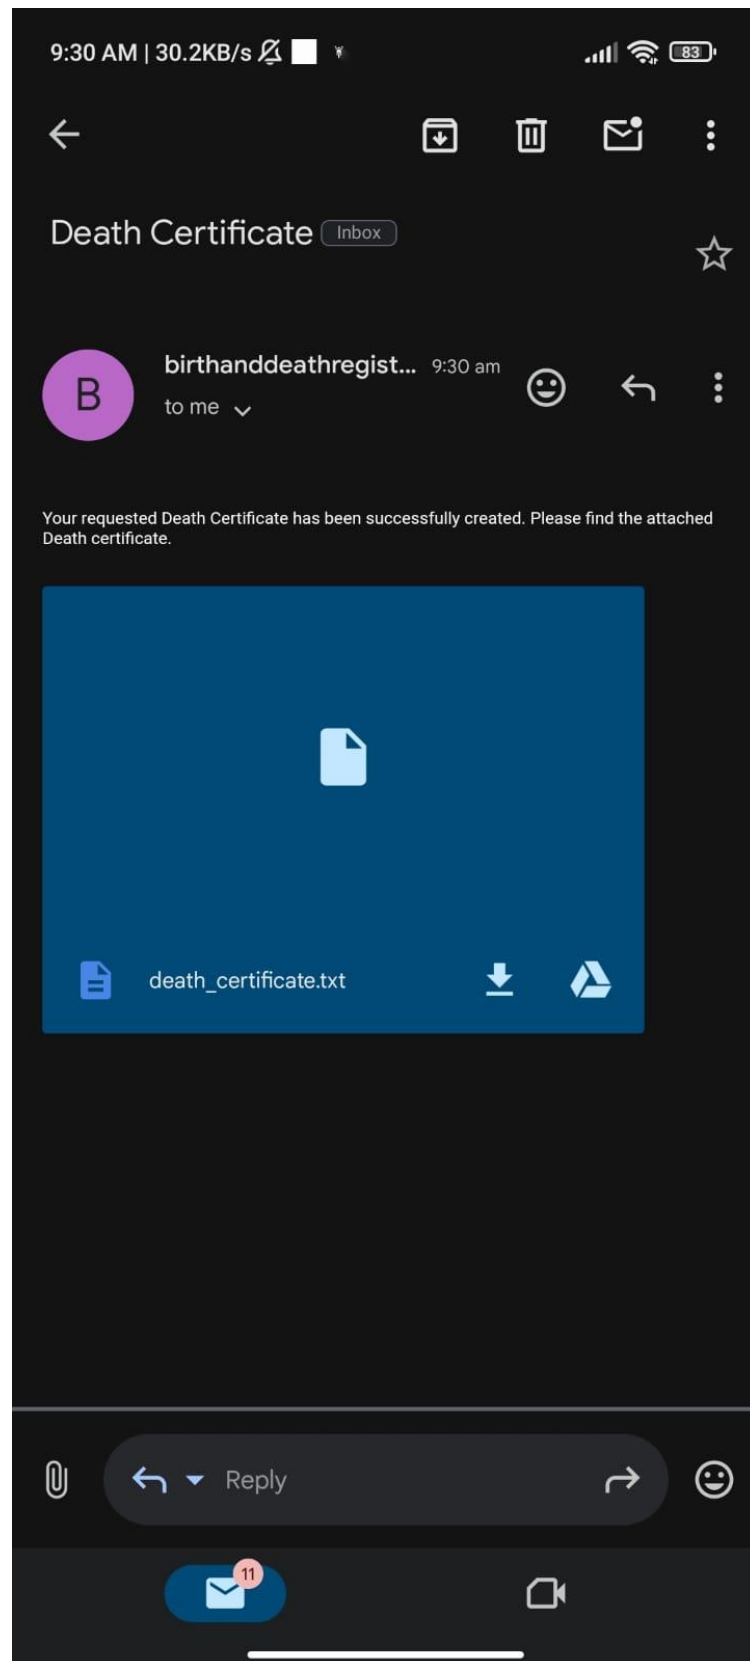 9:30 AM | 30.2KB/s
83
Death Certificate Inbox
B
birthanddeathregist... 9:30 am
to me
Your requested Death Certificate has been successfully created. Please find the attached
Death certificate.
death_certificate.txt
Reply
11